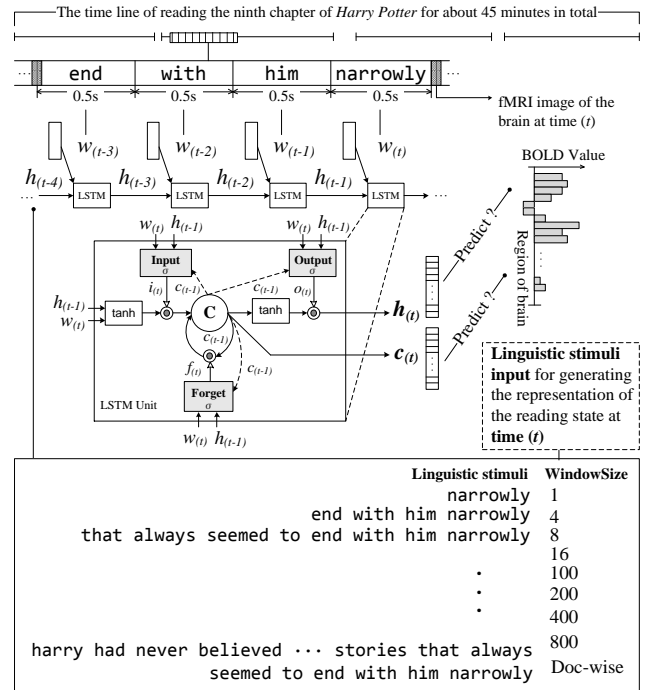 The time line of reading the ninth chapter of Harry Potter for about 45 minutes in total
... end with him narrowly ...
0.5s 0.5s 0.5s 0.5s
fMRI image of the
brain at time (t)
w(t-3) w(t-2) w(t-1) w(t)
BOLD Value
h(t-4) h(t-3) h(t-2) h(t-1)
... LSTM LSTM LSTM LSTM ...
w(t) h(t-1) w(t) h(t-1)
Input Output
σ σ
Predict ?
Region of brain
i(t) c(t-1) c(t-1) o(t)
h(t-1)
w(t)
tanh C tanh
h(t)
c(t-1)
Predict ?
c(t)
f(t) c(t-1)
Forget
σ
LSTM Unit
w(t) h(t-1)
Linguistic stimuli
input for generating
the representation of
the reading state at
time (t)
Linguistic stimuli WindowSize
narrowly 1
end with him narrowly 4
that always seemed to end with him narrowly 8
16
. 100
. 200
. 400
800
harry had never believed ··· stories that always
seemed to end with him narrowly Doc-wise